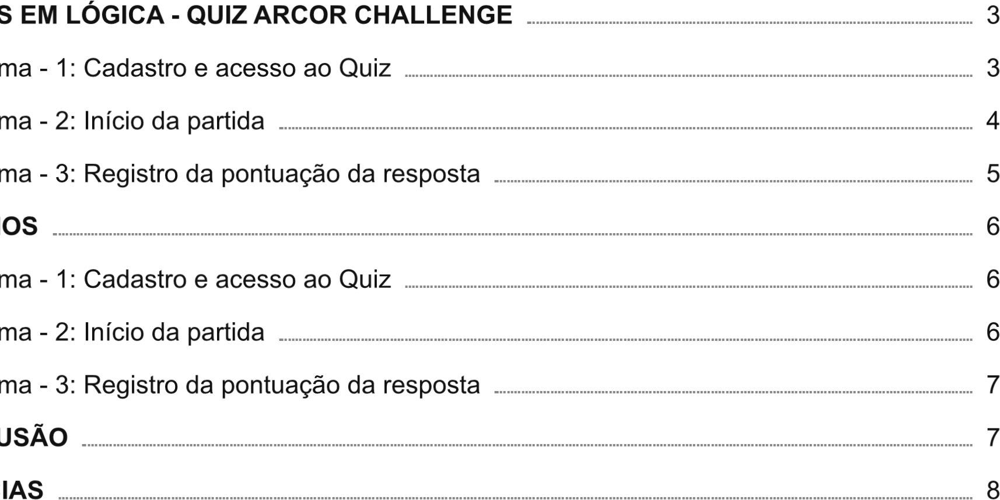 S EM LÓGICA - QUIZ ARCOR CHALLENGE 3
ma - 1: Cadastro e acesso ao Quiz 3
ma - 2: Início da partida 4
ma - 3: Registro da pontuação da resposta 5
IOS 6
ma - 1: Cadastro e acesso ao Quiz 6
ma - 2: Início da partida 6
ma - 3: Registro da pontuação da resposta 7
USÃO 7
IAS 8